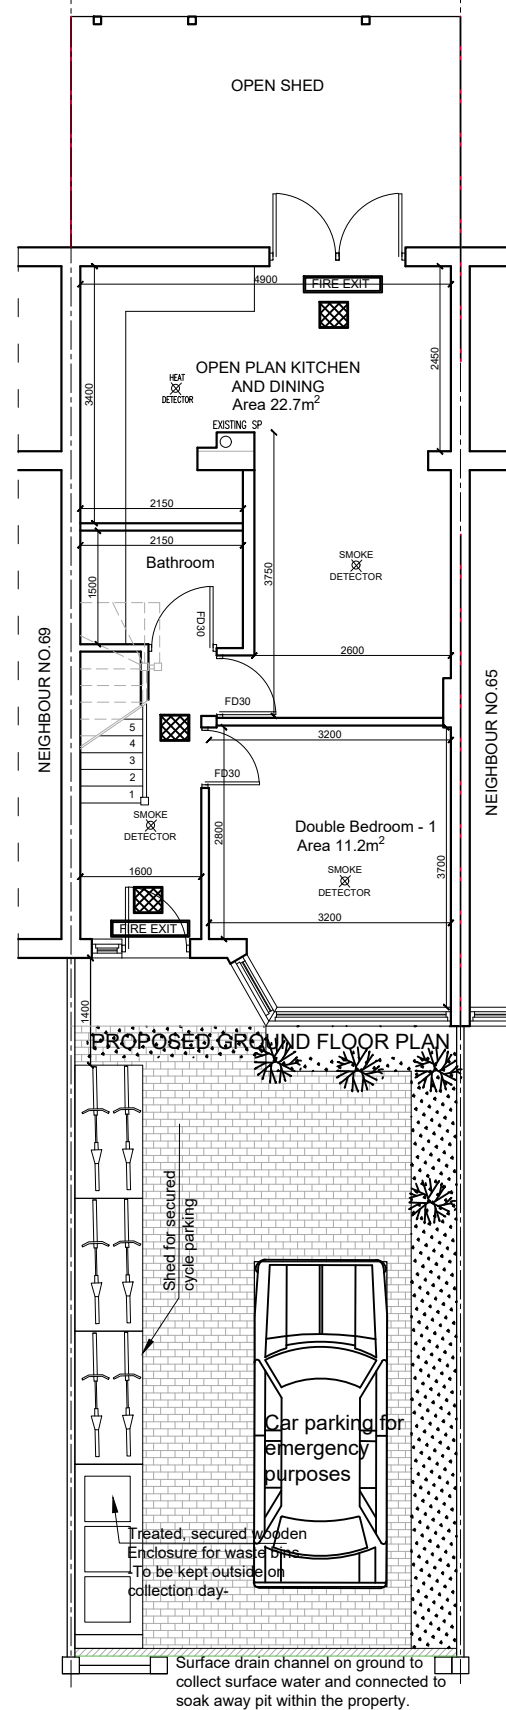 OPEN SHED
4900
FIRE EXIT
2450
3400
HEAT
DETECTOR
OPEN PLAN KITCHEN
AND DINING
Area 22.7m²
EXISTING SP
2150
2150
1500
Bathroom
3750
SMOKE
DETECTOR
FD30
2600
NEIGHBOUR NO.69
NEIGHBOUR NO.65
FD30
5
4
3
2
1
3200
FD30
SMOKE
DETECTOR
2800
Double Bedroom - 1
Area 11.2m²
3700
SMOKE
DETECTOR
1600
3200
FIRE EXIT
1400
PROPOSED GROUND FLOOR PLAN
Shed for secured
cycle parking
Car parking for
emergency
purposes
Treated, secured wooden
Enclosure for waste bins
-To be kept outside on
collection day-
Surface drain channel on ground to
collect surface water and connected to
soak away pit within the property.